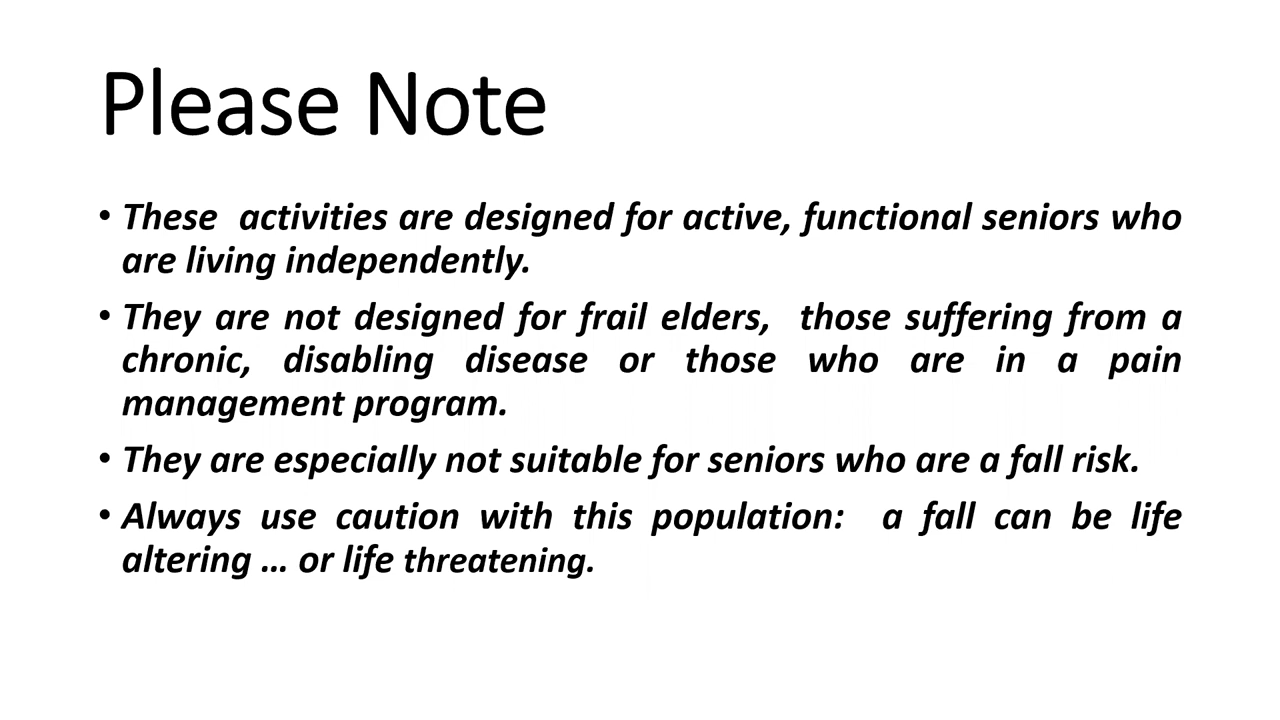 Please Note
• These  activities are designed for active, functional seniors who
are living independently.
• They are not designed for frail elders,  those suffering from a
chronic, disabling disease or those who are in a pain
management program.
• They are especially not suitable for seniors who are a fall risk.
• Always use caution with this population:  a fall can be life
altering … or life threatening.